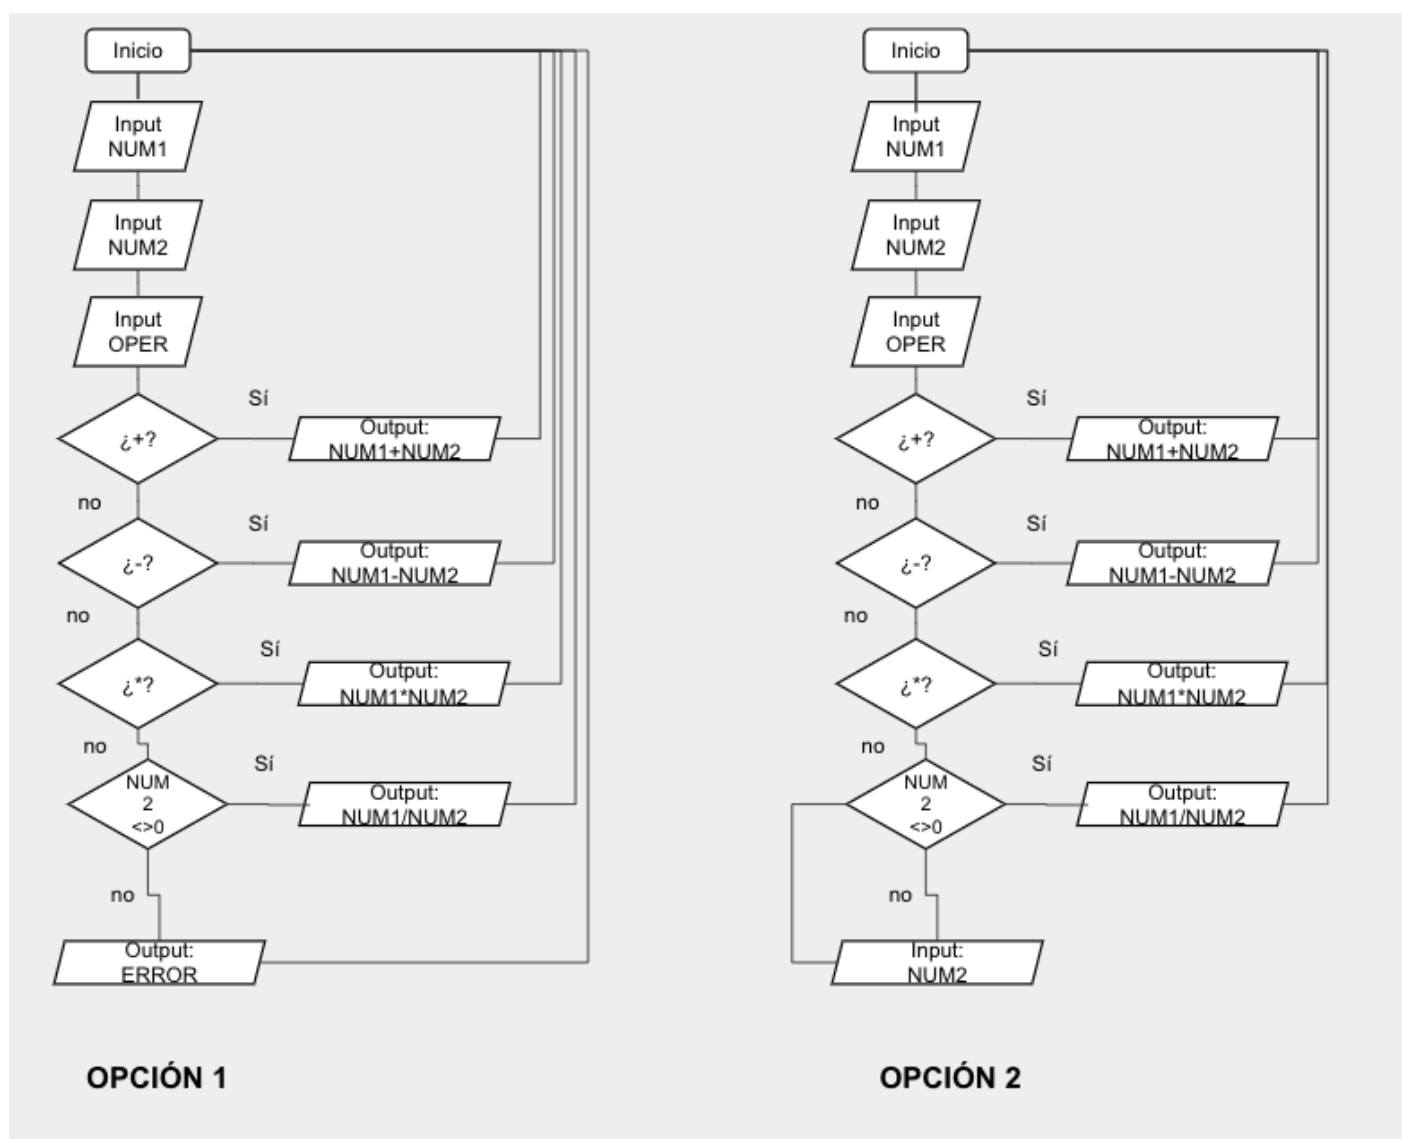 Inicio
Input
NUM1
Input
NUM2
Input
OPER
¿+?
Sí
Output:
NUM1+NUM2
no
¿-?
Sí
Output:
NUM1-NUM2
no
¿*?
Sí
Output:
NUM1*NUM2
no
NUM
2
<>0
Sí
Output:
NUM1/NUM2
no
Output:
ERROR
OPCIÓN 1
Inicio
Input
NUM1
Input
NUM2
Input
OPER
¿+?
Sí
Output:
NUM1+NUM2
no
¿-?
Sí
Output:
NUM1-NUM2
no
¿*?
Sí
Output:
NUM1*NUM2
no
NUM
2
<>0
Sí
Output:
NUM1/NUM2
no
Input:
NUM2
OPCIÓN 2